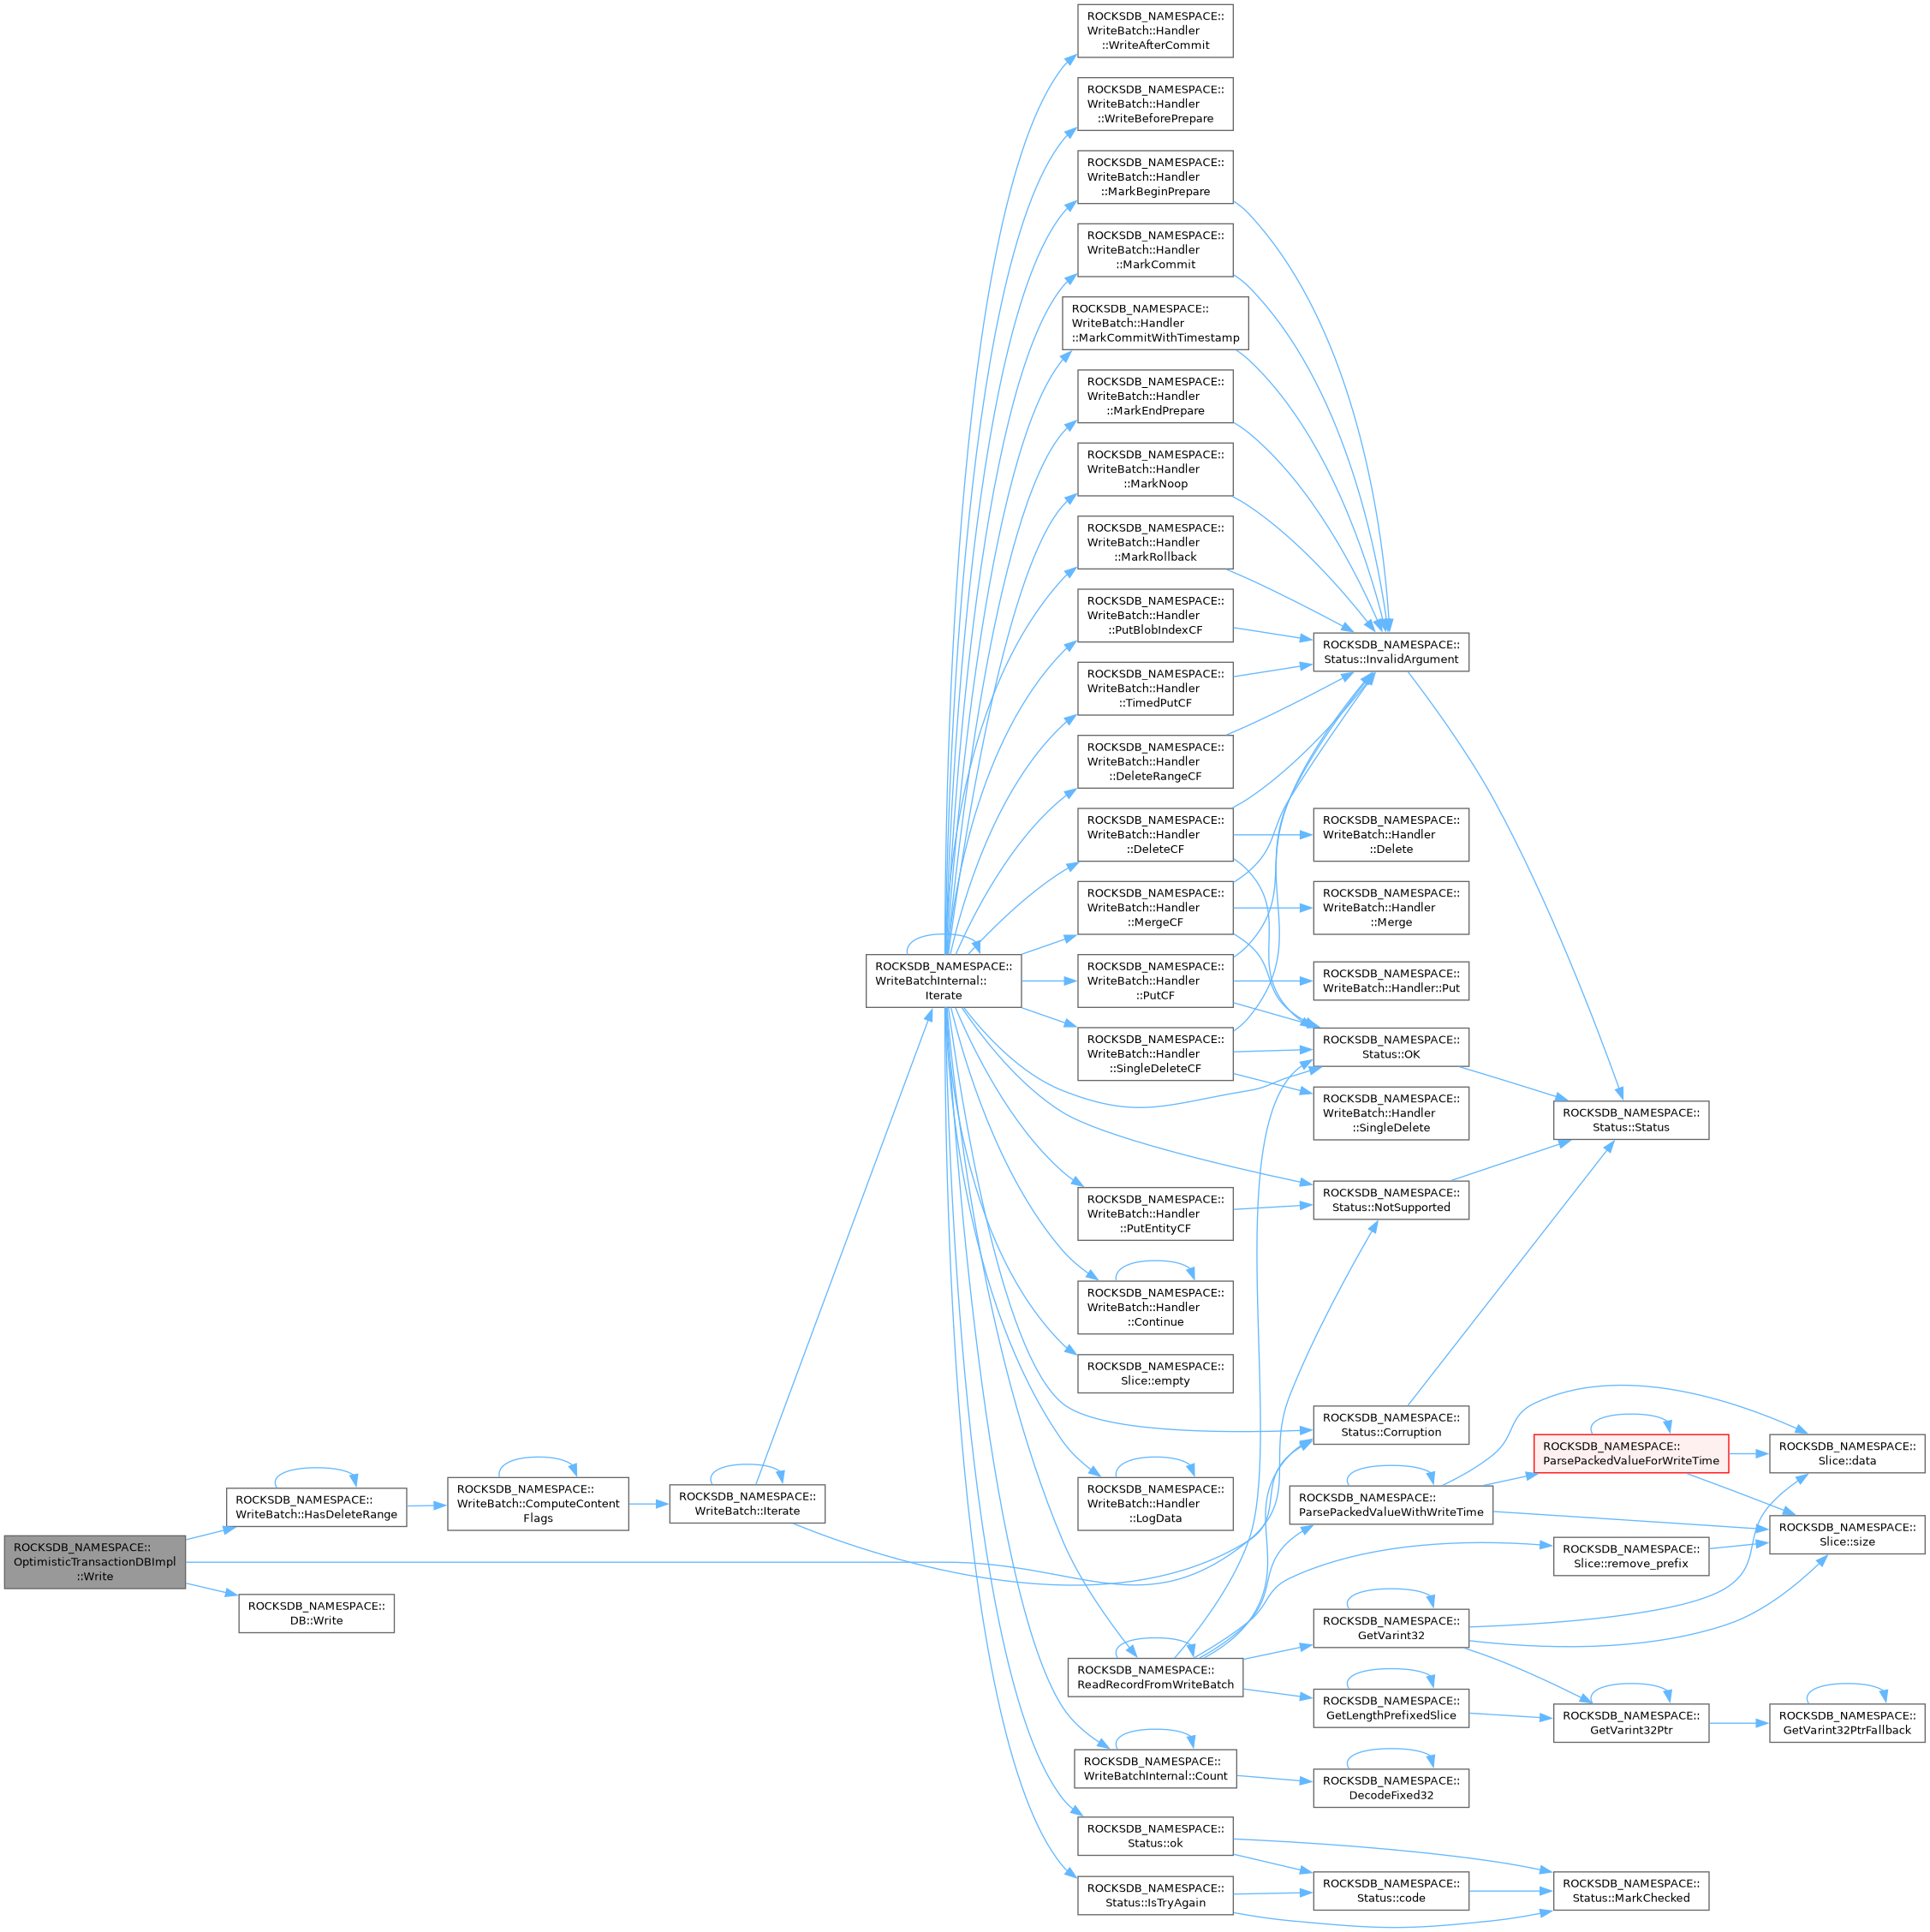 ROCKSDB_NAMESPACE::
WriteBatch::Handler
::WriteAfterCommit
ROCKSDB_NAMESPACE::
WriteBatch::Handler
::WriteBeforePrepare
ROCKSDB_NAMESPACE::
WriteBatch::Handler
::MarkBeginPrepare
ROCKSDB_NAMESPACE::
WriteBatch::Handler
::MarkCommit
ROCKSDB_NAMESPACE::
WriteBatch::Handler
::MarkCommitWithTimestamp
ROCKSDB_NAMESPACE::
WriteBatch::Handler
::MarkEndPrepare
ROCKSDB_NAMESPACE::
WriteBatch::Handler
::MarkNoop
ROCKSDB_NAMESPACE::
WriteBatch::Handler
::MarkRollback
ROCKSDB_NAMESPACE::
WriteBatch::Handler
::PutBlobIndexCF
ROCKSDB_NAMESPACE::
Status::InvalidArgument
ROCKSDB_NAMESPACE::
WriteBatch::Handler
::TimedPutCF
ROCKSDB_NAMESPACE::
WriteBatch::Handler
::DeleteRangeCF
ROCKSDB_NAMESPACE::
WriteBatch::Handler
::DeleteCF
ROCKSDB_NAMESPACE::
WriteBatch::Handler
::Delete
ROCKSDB_NAMESPACE::
WriteBatch::Handler
::MergeCF
ROCKSDB_NAMESPACE::
WriteBatch::Handler
::Merge
ROCKSDB_NAMESPACE::
WriteBatchInternal::
Iterate
ROCKSDB_NAMESPACE::
WriteBatch::Handler
::PutCF
ROCKSDB_NAMESPACE::
WriteBatch::Handler::Put
ROCKSDB_NAMESPACE::
WriteBatch::Handler
::SingleDeleteCF
ROCKSDB_NAMESPACE::
Status::OK
ROCKSDB_NAMESPACE::
WriteBatch::Handler
::SingleDelete
ROCKSDB_NAMESPACE::
Status::Status
ROCKSDB_NAMESPACE::
WriteBatch::Handler
::PutEntityCF
ROCKSDB_NAMESPACE::
Status::NotSupported
ROCKSDB_NAMESPACE::
WriteBatch::Handler
::Continue
ROCKSDB_NAMESPACE::
Slice::empty
ROCKSDB_NAMESPACE::
Status::Corruption
ROCKSDB_NAMESPACE::
ParsePackedValueForWriteTime
ROCKSDB_NAMESPACE::
Slice::data
ROCKSDB_NAMESPACE::
WriteBatch::HasDeleteRange
ROCKSDB_NAMESPACE::
WriteBatch::ComputeContent
Flags
ROCKSDB_NAMESPACE::
WriteBatch::Iterate
ROCKSDB_NAMESPACE::
WriteBatch::Handler
::LogData
ROCKSDB_NAMESPACE::
ParsePackedValueWithWriteTime
ROCKSDB_NAMESPACE::
Slice::size
ROCKSDB_NAMESPACE::
OptimisticTransactionDBImpl
::Write
ROCKSDB_NAMESPACE::
Slice::remove_prefix
ROCKSDB_NAMESPACE::
DB::Write
ROCKSDB_NAMESPACE::
GetVarint32
ROCKSDB_NAMESPACE::
ReadRecordFromWriteBatch
ROCKSDB_NAMESPACE::
GetLengthPrefixedSlice
ROCKSDB_NAMESPACE::
GetVarint32Ptr
ROCKSDB_NAMESPACE::
GetVarint32PtrFallback
ROCKSDB_NAMESPACE::
WriteBatchInternal::Count
ROCKSDB_NAMESPACE::
DecodeFixed32
ROCKSDB_NAMESPACE::
Status::ok
ROCKSDB_NAMESPACE::
Status::IsTryAgain
ROCKSDB_NAMESPACE::
Status::code
ROCKSDB_NAMESPACE::
Status::MarkChecked